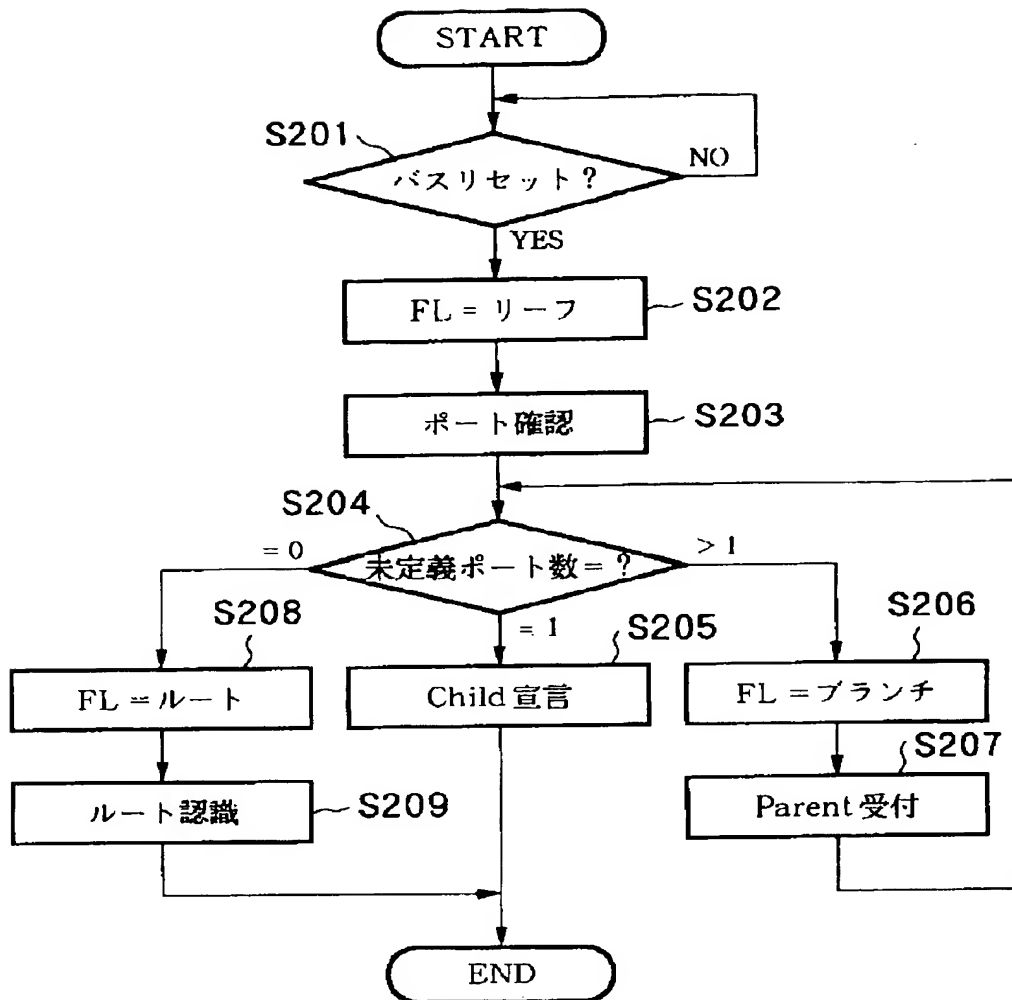 START
S201
バスリセット?
NO
YES
FL = リーフ
S202
ポート確認
S203
S204
= 0
未定義ポート数 = ?
> 1
S208
= 1
S205
S206
FL = ルート
Child 宣言
FL = ブランチ
S207
ルート認識
S209
Parent 受付
END